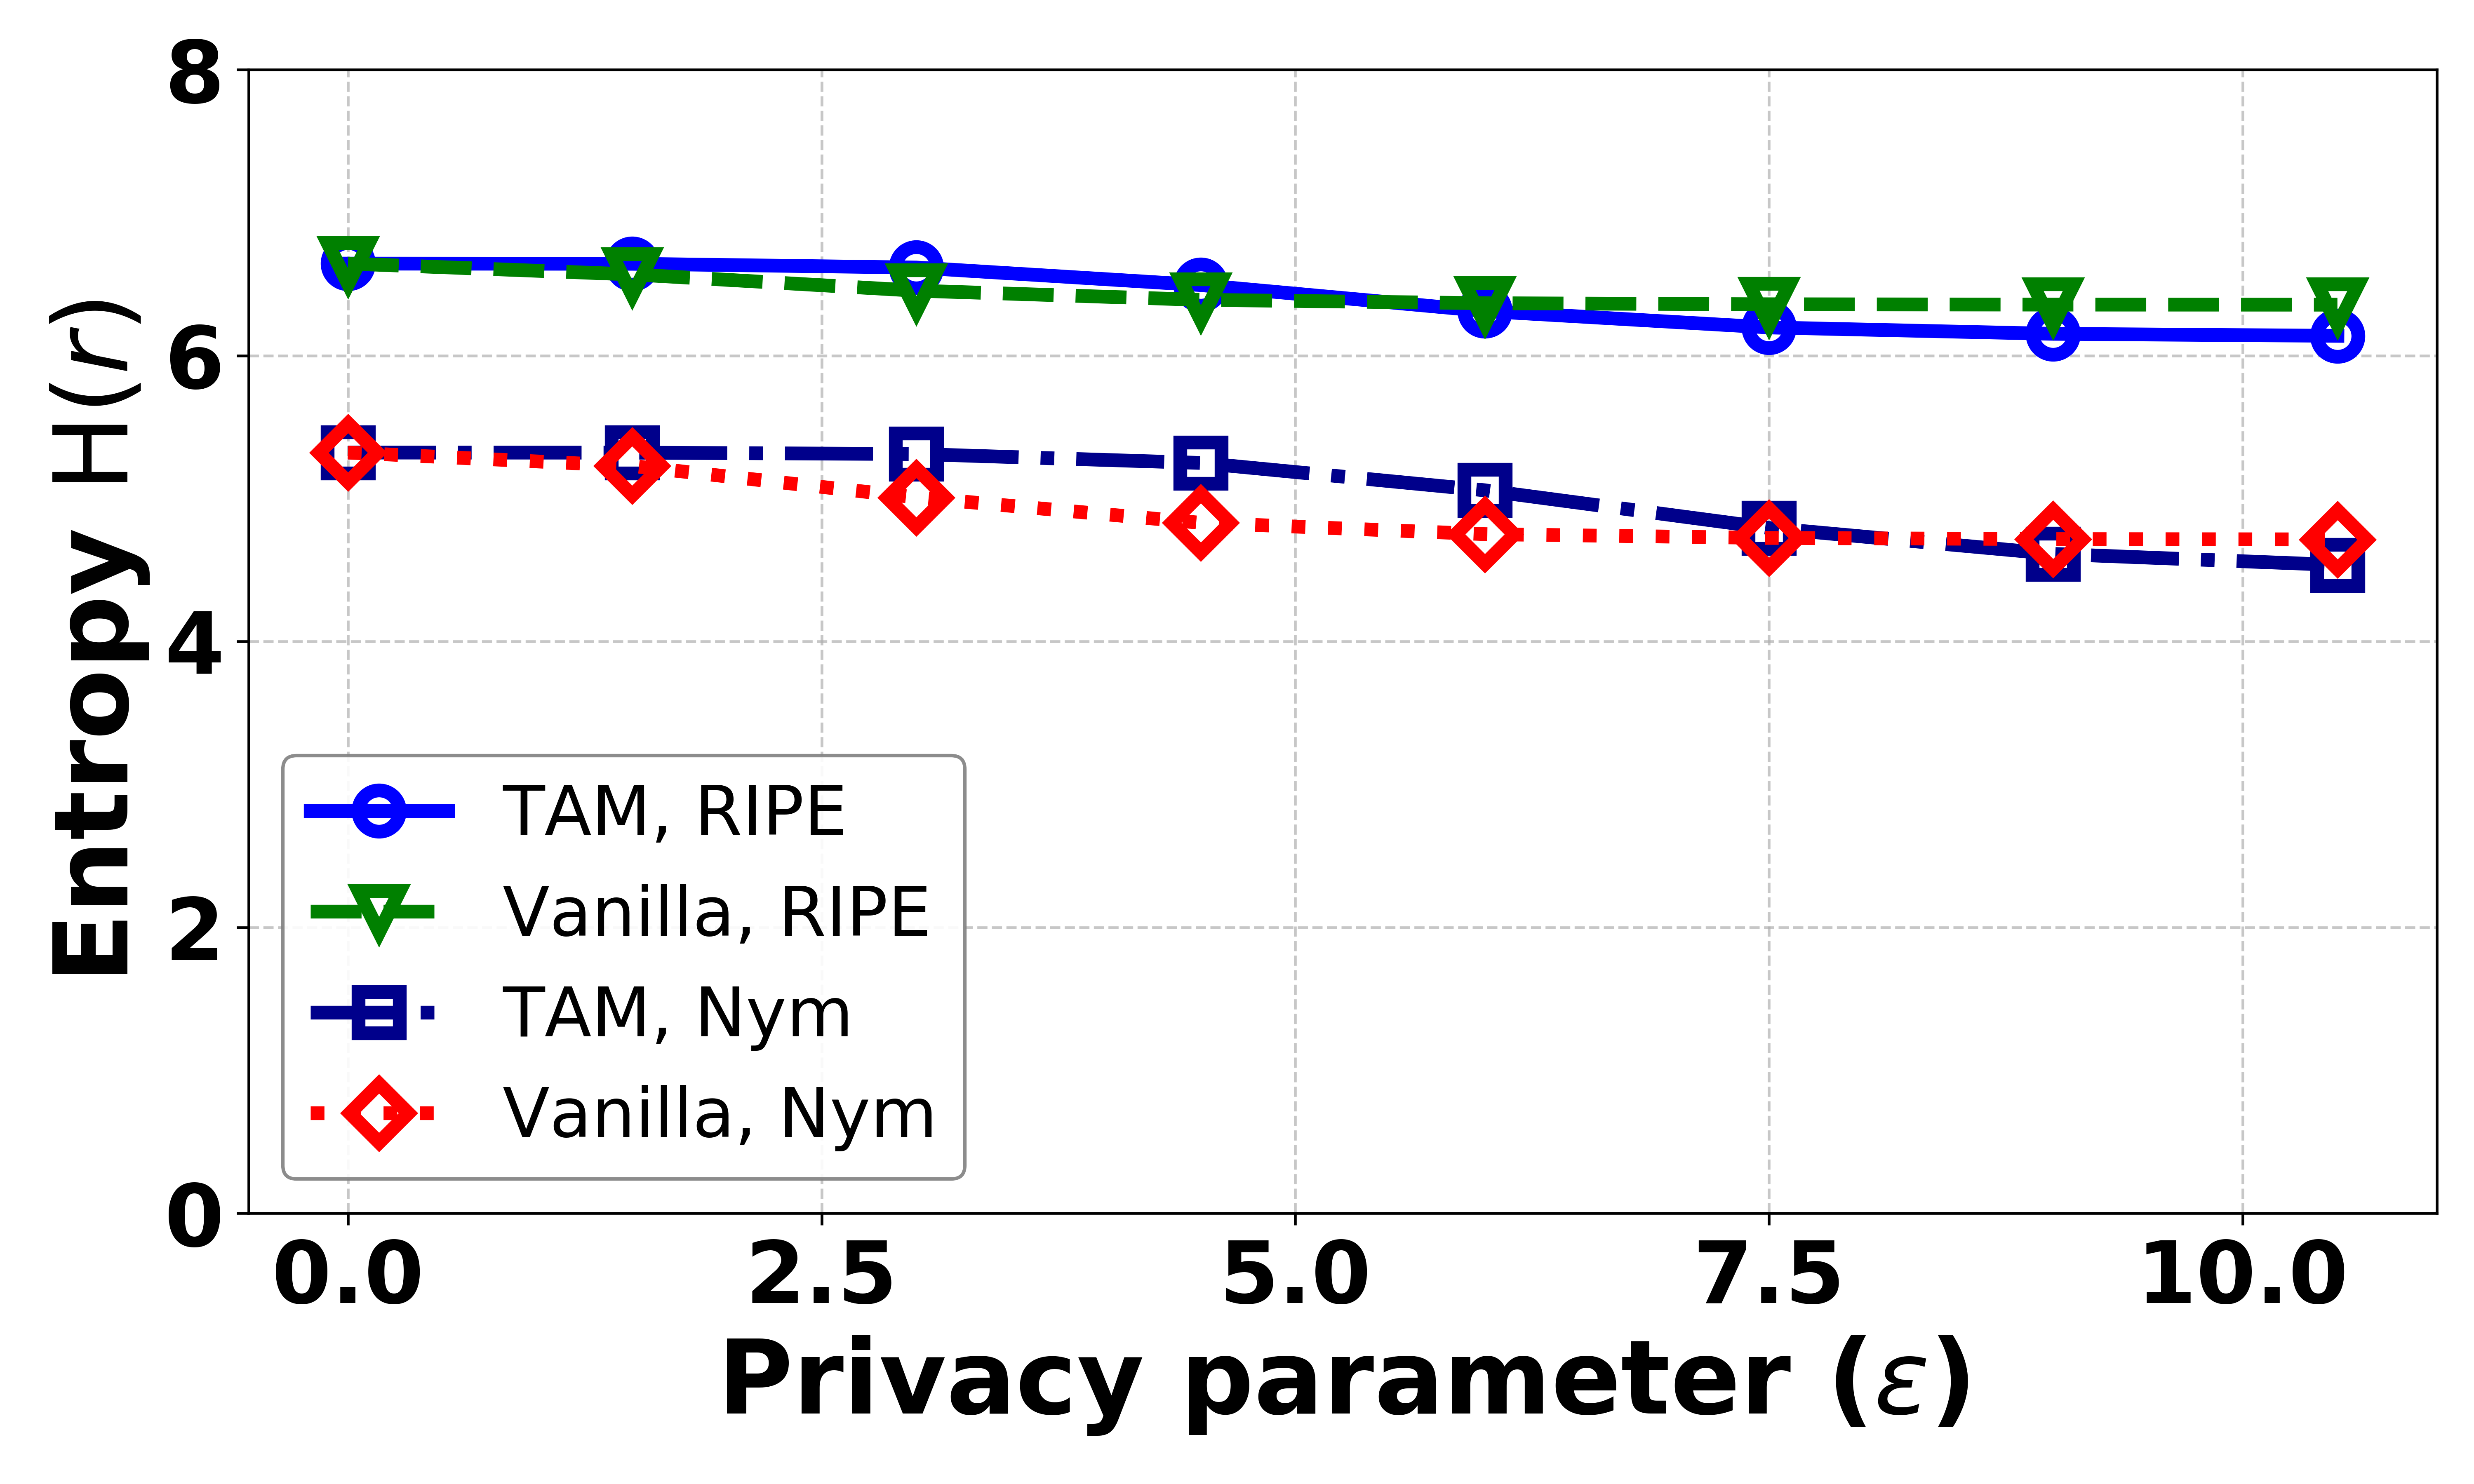 8
6
4
2
0
Entropy H(r)
TAM, RIPE
Vanilla, RIPE
TAM, Nym
Vanilla, Nym
0.0 2.5 5.0 7.5 10.0
Privacy parameter (ε)